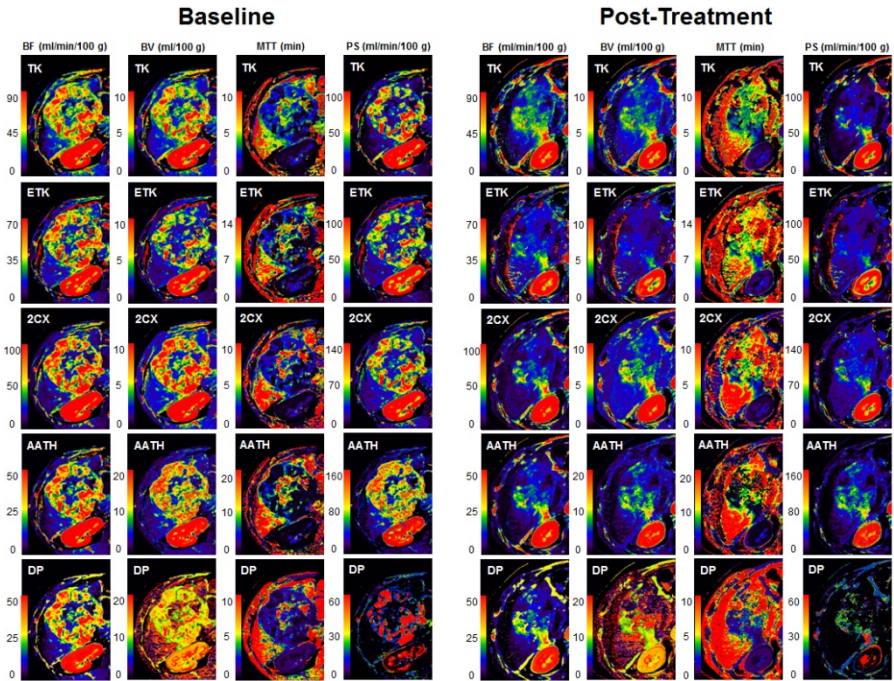 Baseline Post-Treatment
BF (ml/min/100 g) BV (ml/100 g) MTT (min) PS (ml/min/100 g) BF (ml/min/100 g) BV (ml/100 g) MTT (min) PS (ml/min/100 g)
TK TK TK TK TK TK TK TK
90 10 10 100 90 10 10 100
45 5 5 50 45 5 5 50
0 0 0 0 0 0 0 0
ETK ETK ETK ETK ETK ETK ETK ETK
70 10 14 100 70 10 14 100
35 5 7 50 35 5 7 50
0 0 0 0 0 0 0 0
2CX 2CX 2CX 2CX 2CX 2CX 2CX 2CX
100 10 10 140 100 10 10 140
50 5 5 70 50 5 5 70
0 0 0 0 0 0 0 0
AATH AATH AATH AATH AATH AATH AATH AATH
50 20 20 160 50 20 20 160
25 10 10 80 25 10 10 80
0 0 0 0 0 0 0 0
DP DP DP DP DP DP DP DP
50 20 10 60 50 20 10 60
25 10 5 30 25 10 5 30
0 0 0 0 0 0 0 0